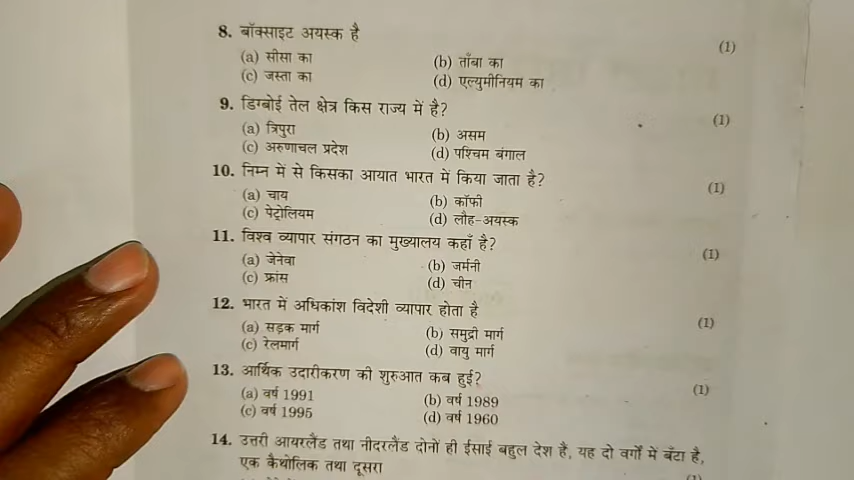 8. बॉक्साइट अयस्क है (1)
(a) सीसा का (b) ताँबा का
(c) जस्ता का (d) एल्युमीनियम का
9. डिग्बोई तेल क्षेत्र किस राज्य में है? (1)
(a) त्रिपुरा (b) असम
(c) अरुणाचल प्रदेश (d) पश्चिम बंगाल
10. निम्न में से किसका आयात भारत में किया जाता है? (1)
(a) चाय (b) कॉफी
(c) पेट्रोलियम (d) लौह-अयस्क
11. विश्व व्यापार संगठन का मुख्यालय कहाँ है? (1)
(a) जेनेवा (b) जर्मनी
(c) फ्रांस (d) चीन
12. भारत में अधिकांश विदेशी व्यापार होता है (1)
(a) सड़क मार्ग (b) समुद्री मार्ग
(c) रेलमार्ग (d) वायु मार्ग
13. आर्थिक उदारीकरण की शुरुआत कब हुई? (1)
(a) वर्ष 1991 (b) वर्ष 1989
(c) वर्ष 1995 (d) वर्ष 1960
14. उत्तरी आयरलैंड तथा नीदरलैंड दोनों ही ईसाई बहुल देश हैं, यह दो वर्गों में बँटा है,
एक कैथोलिक तथा दूसरा